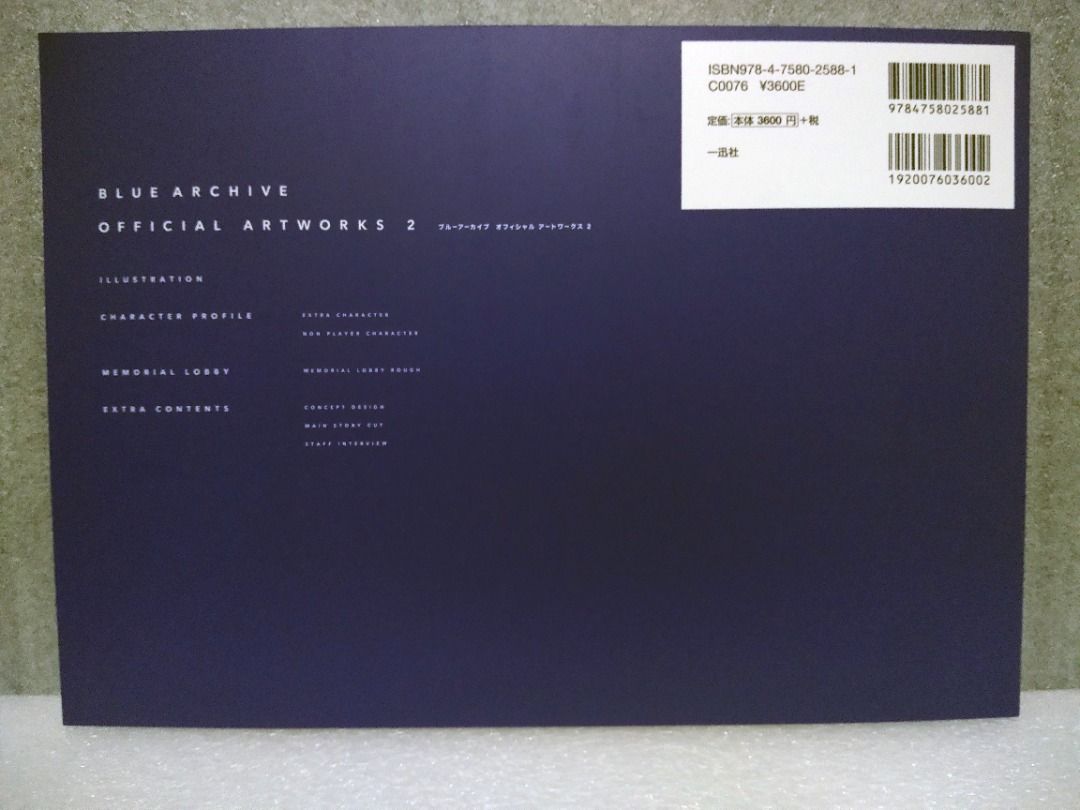 ISBN978-4-7580-2588-1
C0076 ¥3600E
定価:本体 3600 円+税
一迅社
9784758025881
1920076036002
BLUE ARCHIVE
OFFICIAL ARTWORKS 2 ブルーアーカイブ オフィシャル アートワークス 2
ILLUSTRATION
CHARACTER PROFILE EXTRA CHARACTER
NON PLAYER CHARACTER
MEMORIAL LOBBY MEMORIAL LOBBY ROUGH
EXTRA CONTENTS CONCEPT DESIGN
MAIN STORY CUT
STAFF INTERVIEW